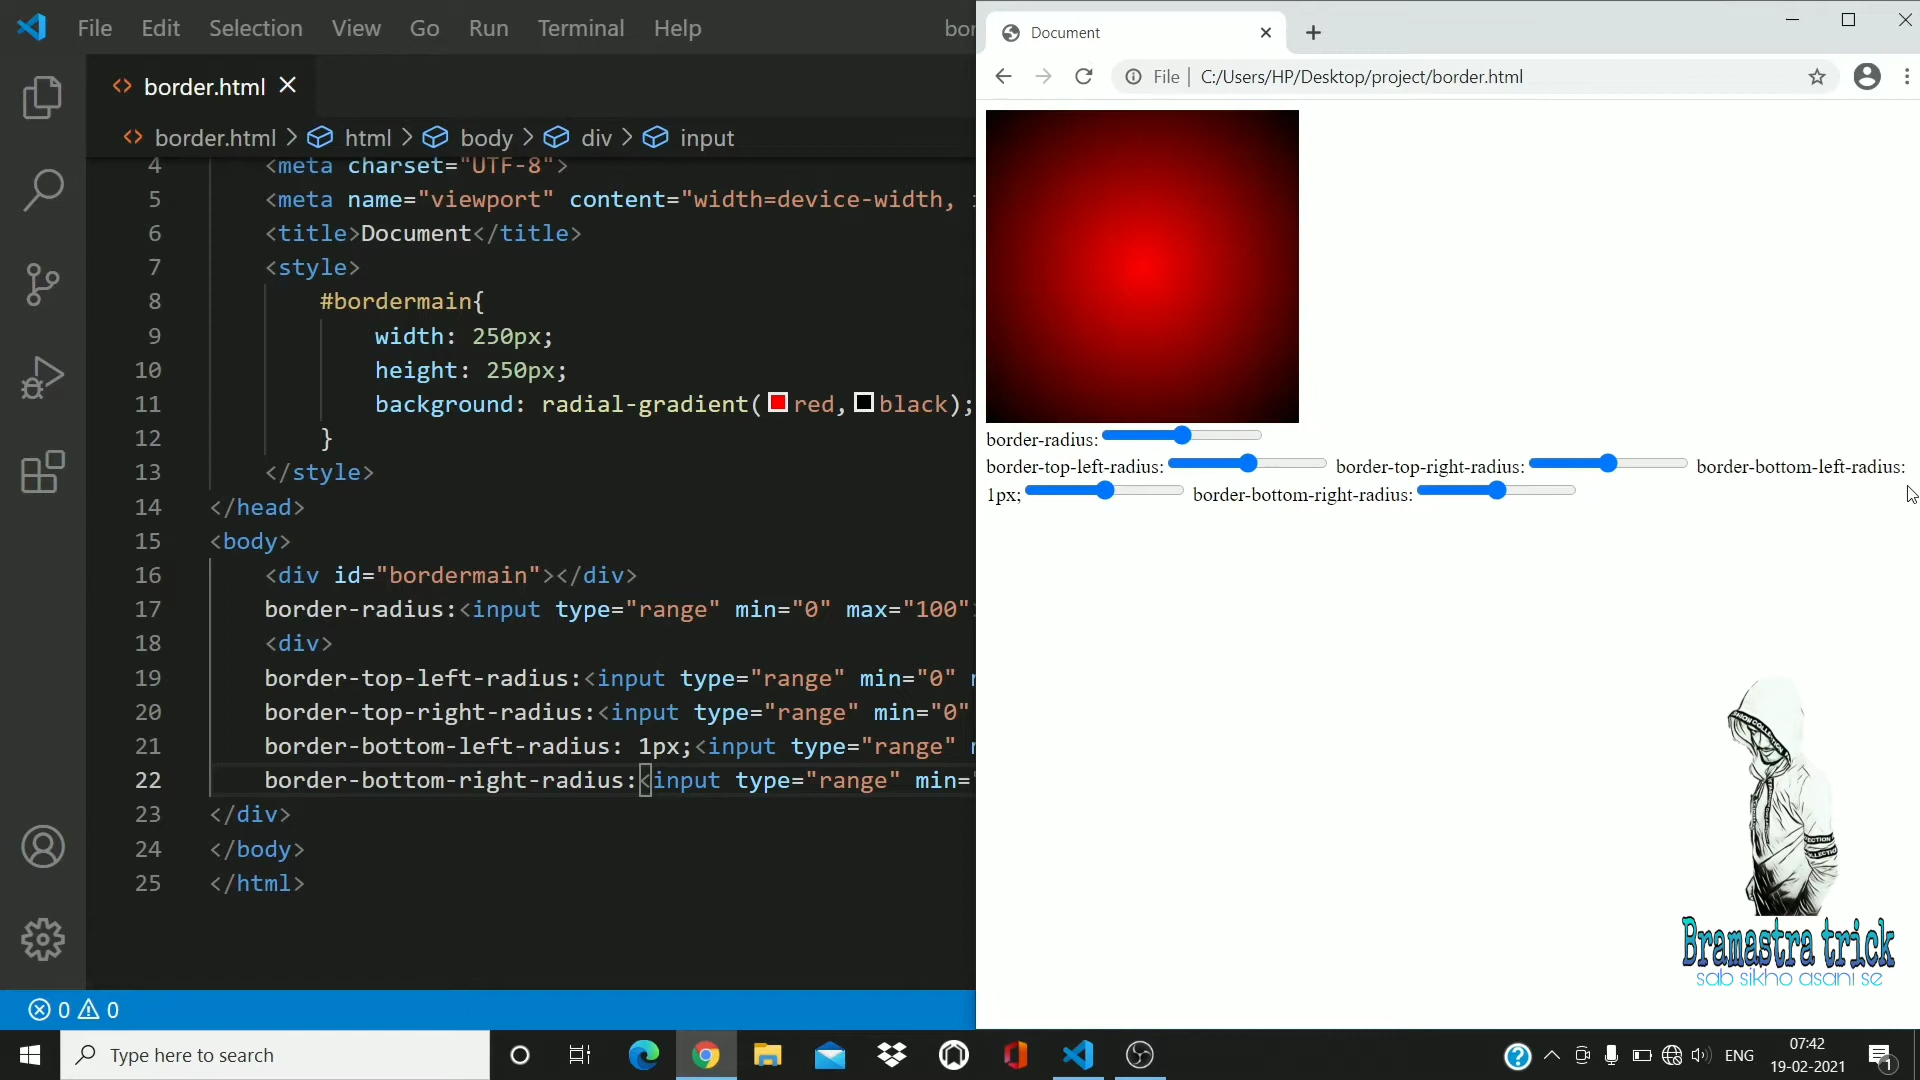 File Edit Selection View Go Run Terminal Help bor
border.html
border.html > html > body > div > input
4 <meta charset="UTF-8">
5 <meta name="viewport" content="width=device-width,
6 <title>Document</title>
7 <style>
8 #bordermain{
9 width: 250px;
10 height: 250px;
11 background: radial-gradient(red, black);
12 }
13 </style>
14 </head>
15 <body>
16 <div id="bordermain"></div>
17 border-radius:<input type="range" min="0" max="100"
18 <div>
19 border-top-left-radius:<input type="range" min="0"
20 border-top-right-radius:<input type="range" min="0"
21 border-bottom-left-radius: 1px;<input type="range"
22 border-bottom-right-radius:<input type="range" min="
23 </div>
24 </body>
25 </html>
0 0
Document
File | C:/Users/HP/Desktop/project/border.html
border-radius:
border-top-left-radius: border-top-right-radius: border-bottom-left-radius:
1px; border-bottom-right-radius:
Bramastra trick
sab sikho asani se
Type here to search
ENG
07:42
19-02-2021
1